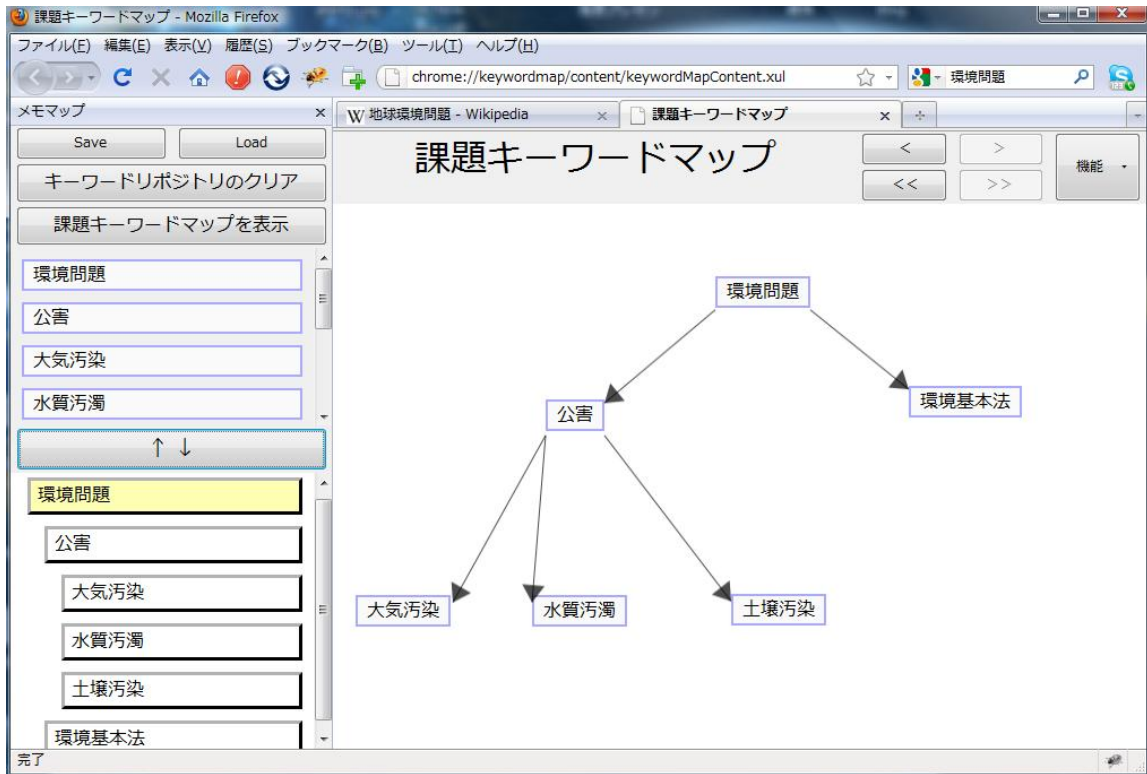 課題キーワードマップ - Mozilla Firefox
ファイル(F) 編集(E) 表示(V) 履歴(S) ブックマーク(B) ツール(T) ヘルプ(H)
chrome://keywordmap/content/keywordMapContent.xul
環境問題
メモマップ
x
W 地球環境問題 - Wikipedia
課題キーワードマップ
Save
Load
キーワードリポジトリのクリア
課題キーワードマップを表示
環境問題
公害
大気汚染
水質汚濁
↑ ↓
環境問題
公害
大気汚染
水質汚濁
土壌汚染
環境基本法
課題キーワードマップ
<
>
<<
>>
機能
環境問題
公害
環境基本法
大気汚染
水質汚濁
土壌汚染
完了